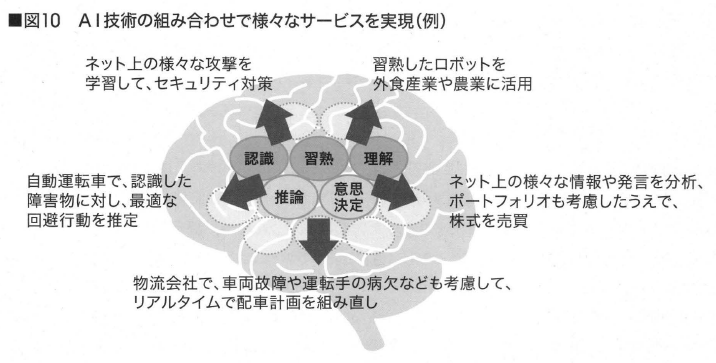 ■図10 AI技術の組み合わせで様々なサービスを実現（例）
ネット上の様々な攻撃を
学習して、セキュリティ対策
習熟したロボットを
外食産業や農業に活用
認識
習熟
理解
推論
意思
決定
自動運転車で、認識した
障害物に対し、最適な
回避行動を推定
ネット上の様々な情報や発言を分析、
ポートフォリオも考慮したうえで、
株式を売買
物流会社で、車両故障や運転手の病欠なども考慮して、
リアルタイムで配車計画を組み直し